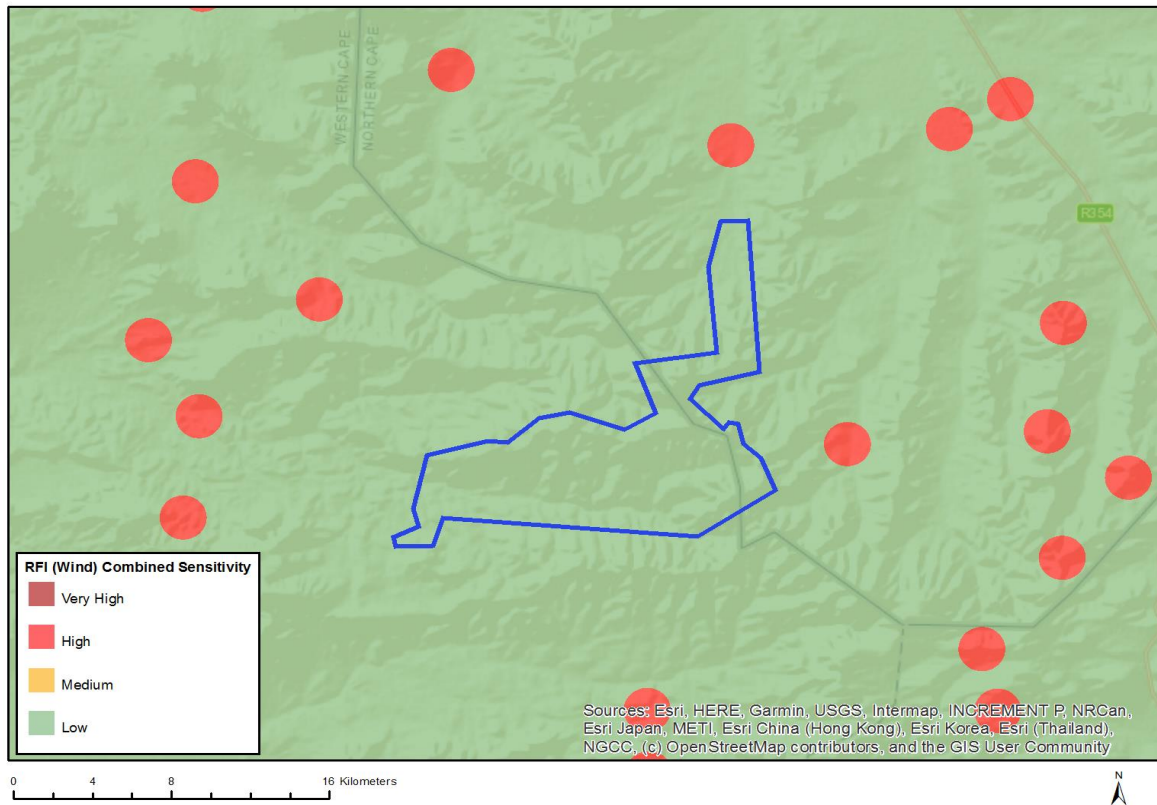 WESTERN CAPE
NORTHERN CAPE
R354
RFI (Wind) Combined Sensitivity
Very High
High
Medium
Low
Sources: Esri, HERE, Garmin, USGS, Intermap, INCREMENT P, NRCan,
Esri Japan, METI, Esri China (Hong Kong), Esri Korea, Esri (Thailand),
NGCC, (c) OpenStreetMap contributors, and the GIS User Community
0 4 8 16 Kilometers
N